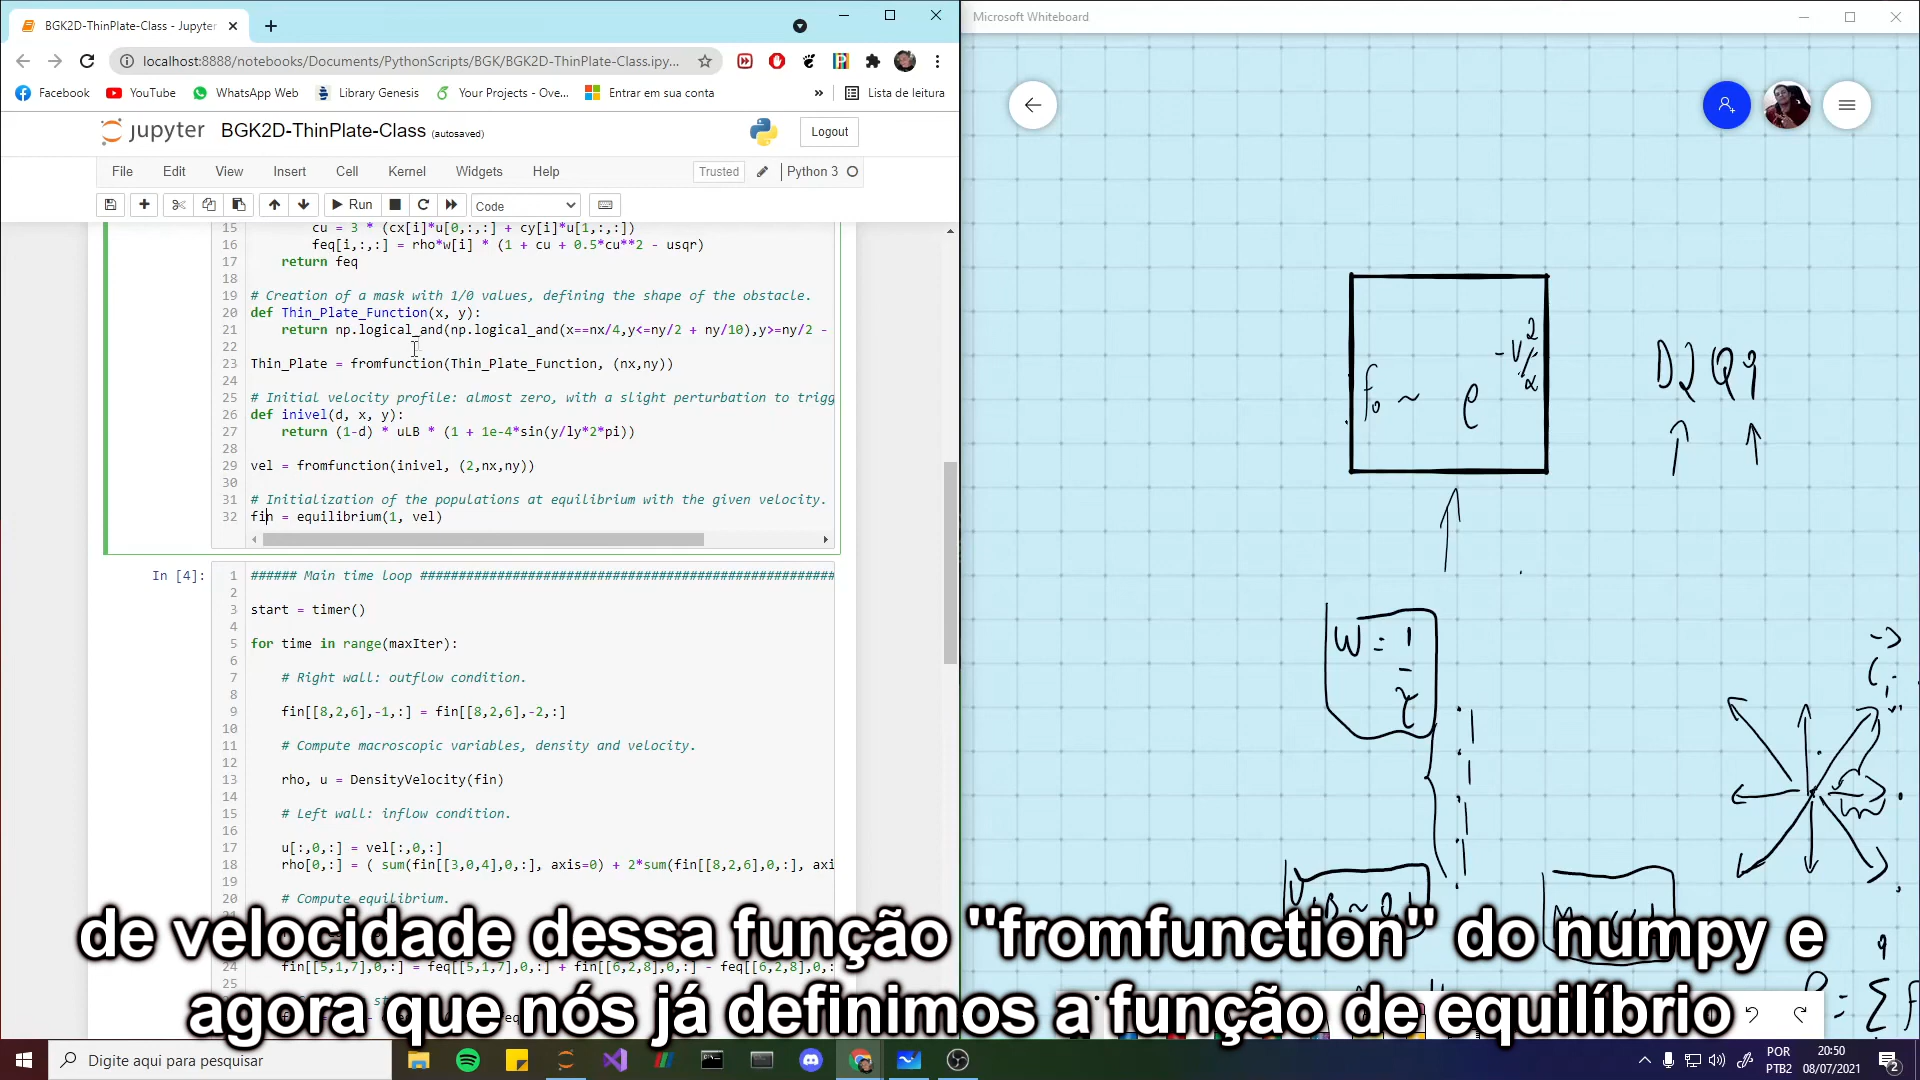 BGK2D-ThinPlate-Class - Jupyter
Microsoft Whiteboard
localhost:8888/notebooks/Documents/PythonScripts/BGK/BGK2D-ThinPlate-Class.ipy...
Facebook
YouTube
WhatsApp Web
Library Genesis
Your Projects - Ove...
Entrar em sua conta
»
Lista de leitura
jupyter BGK2D-ThinPlate-Class (autosaved)
Logout
File Edit View Insert Cell Kernel Widgets Help
Trusted
Python 3
Run
Code
15 cu = 3 * (cx[i]*u[0,:,:] + cy[i]*u[1,:,:])
16 feq[i,:,:] = rho*w[i] * (1 + cu + 0.5*cu**2 - usqr)
17 return feq
18
19 # Creation of a mask with 1/0 values, defining the shape of the obstacle.
20 def Thin_Plate_Function(x, y):
21 return np.logical_and(np.logical_and(x==nx/4,y<=ny/2 + ny/10),y>=ny/2 -
22
23 Thin_Plate = fromfunction(Thin_Plate_Function, (nx,ny))
24
25 # Initial velocity profile: almost zero, with a slight perturbation to trigg
26 def inivel(d, x, y):
27 return (1-d) * uLB * (1 + 1e-4*sin(y/ly*2*pi))
28
29 vel = fromfunction(inivel, (2,nx,ny))
30
31 # Initialization of the populations at equilibrium with the given velocity.
32 fin = equilibrium(1, vel)
In [4]:
1 ###### Main time loop ######################################################
2
3 start = timer()
4
5 for time in range(maxIter):
6
7 # Right wall: outflow condition.
8
9 fin[[8,2,6],-1,:] = fin[[8,2,6],-2,:]
10
11 # Compute macroscopic variables, density and velocity.
12
13 rho, u = DensityVelocity(fin)
14
15 # Left wall: inflow condition.
16
17 u[:,0,:] = vel[:,0,:]
18 rho[0,:] = ( sum(fin[[3,0,4],0,:], axis=0) + 2*sum(fin[[8,2,6],0,:], axi
19
20 # Compute equilibrium.
24 fin[[5,1,7],0,:] = feq[[5,1,7],0,:] + fin[[6,2,8],0,:] - feq[[6,2,8],0,:
f₀ ~ e^(-v²/α)
D2Q9
W = 1/τ
de velocidade dessa função "fromfunction" do numpy e
agora que nós já definimos a função de equilíbrio
Digite aqui para pesquisar
POR
PTB2
20:50
08/07/2021
2